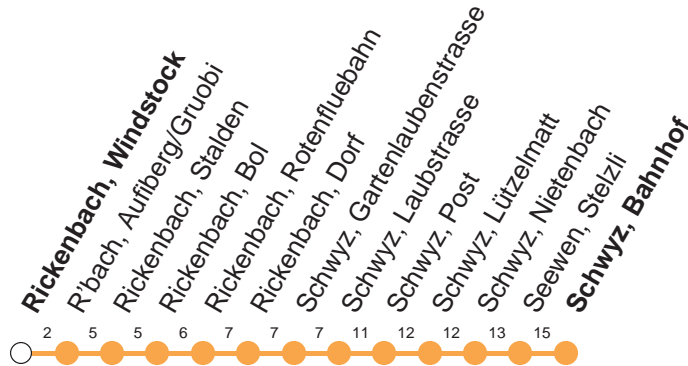 Rickenbach, Windstock
R'bach, Aufiberg/Gruobi
Rickenbach, Stalden
Rickenbach, Bol
Rickenbach, Rotenfluebahn
Rickenbach, Dorf
Schwyz, Gartenlaubenstrasse
Schwyz, Laubstrasse
Schwyz, Post
Schwyz, Lützelmatt
Schwyz, Nietenbach
Seewen, Stelzli
Schwyz, Bahnhof
2 5 5 6 7 7 7 11 12 12 13 15